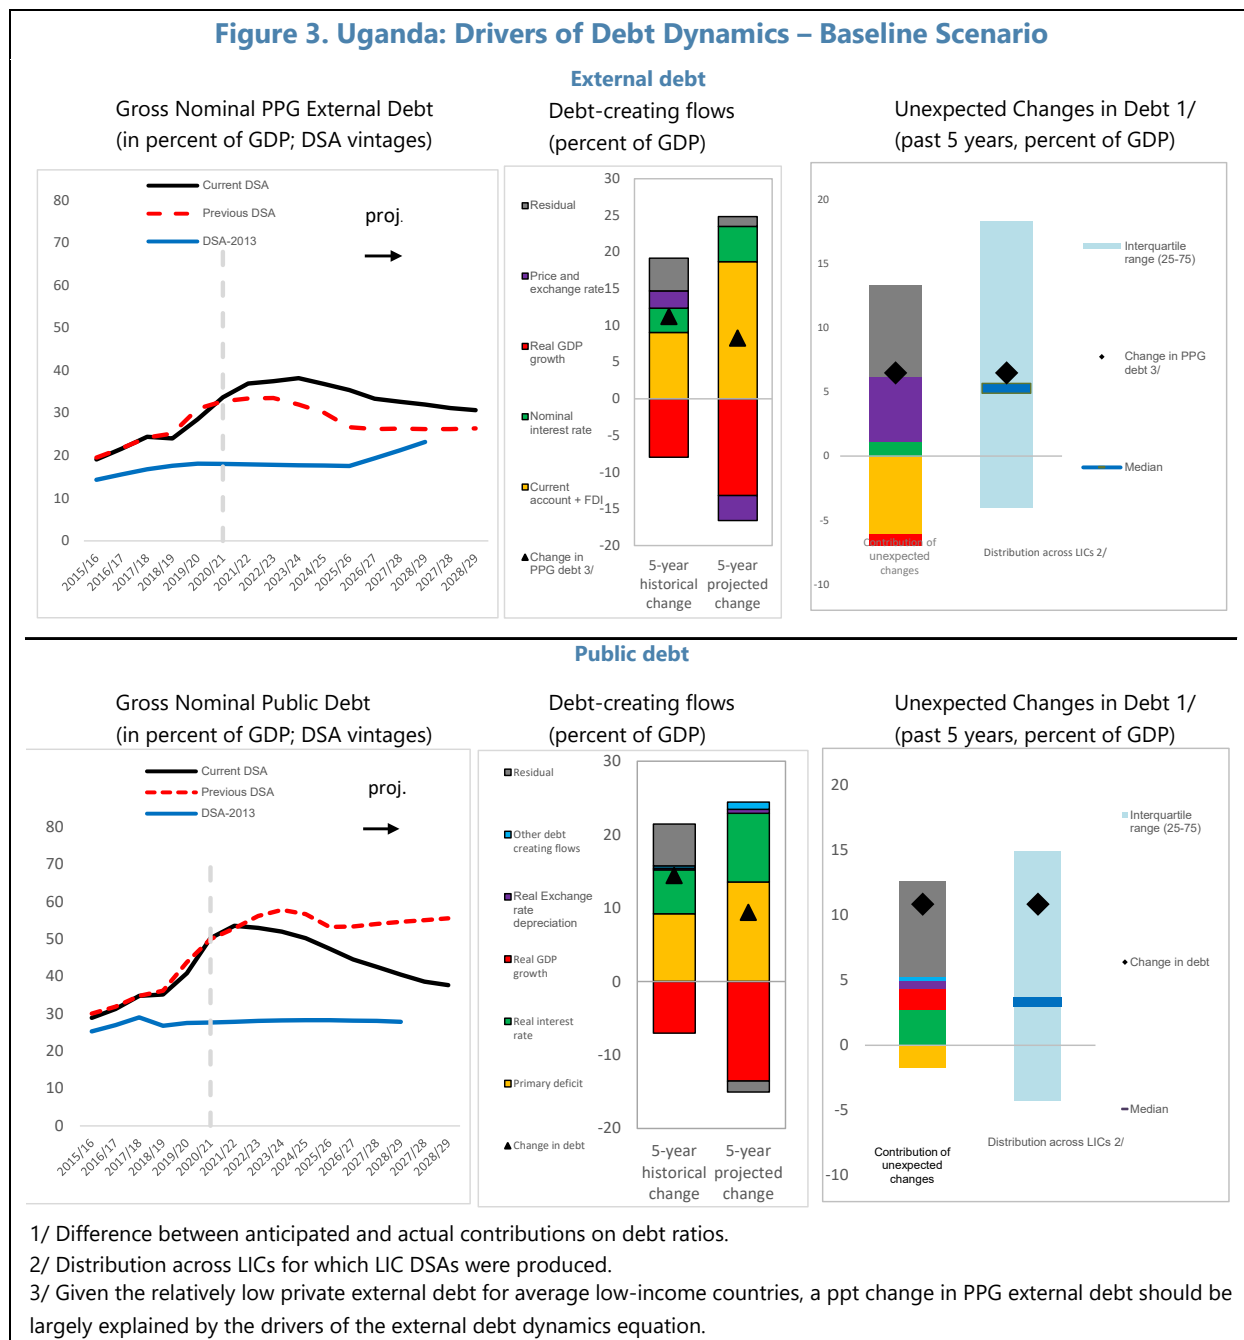 Figure 3. Uganda: Drivers of Debt Dynamics – Baseline Scenario
External debt
Gross Nominal PPG External Debt
(in percent of GDP; DSA vintages)
Current DSA
Previous DSA
DSA-2013
proj.
80
70
60
50
40
30
20
10
0
2015/16
2016/17
2017/18
2018/19
2019/20
2020/21
2021/22
2022/23
2023/24
2024/25
2025/26
2026/27
2027/28
2028/29
2027/28
2028/29
Debt-creating flows
(percent of GDP)
Residual
Price and
exchange rate
Real GDP
growth
Nominal
interest rate
Current
account + FDI
Change in
PPG debt 3/
30
25
20
15
10
5
0
-5
-10
-15
-20
5-year
historical
change
5-year
projected
change
Unexpected Changes in Debt 1/
(past 5 years, percent of GDP)
20
15
10
5
0
-5
-10
Contribution of
unexpected
changes
Distribution across LICs 2/
Interquartile
range (25-75)
Change in PPG
debt 3/
Median
Public debt
Gross Nominal Public Debt
(in percent of GDP; DSA vintages)
Current DSA
Previous DSA
DSA-2013
proj.
80
70
60
50
40
30
20
10
0
2015/16
2016/17
2017/18
2018/19
2019/20
2020/21
2021/22
2022/23
2023/24
2024/25
2025/26
2026/27
2027/28
2028/29
2027/28
2028/29
Debt-creating flows
(percent of GDP)
Residual
Other debt
creating flows
Real Exchange
rate
depreciation
Real GDP
growth
Real interest
rate
Primary deficit
Change in debt
30
20
10
0
-10
-20
5-year
historical
change
5-year
projected
change
Unexpected Changes in Debt 1/
(past 5 years, percent of GDP)
20
15
10
5
0
-5
-10
Contribution of
unexpected
changes
Distribution across LICs 2/
Interquartile
range (25-75)
Change in debt
Median
1/ Difference between anticipated and actual contributions on debt ratios.
2/ Distribution across LICs for which LIC DSAs were produced.
3/ Given the relatively low private external debt for average low-income countries, a ppt change in PPG external debt should be
largely explained by the drivers of the external debt dynamics equation.